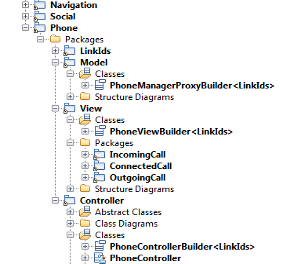 Navigation
Social
Phone
Packages
LinkIds
Model
Classes
PhoneManagerProxyBuilder<LinkIds>
Structure Diagrams
View
Classes
PhoneViewBuilder<LinkIds>
Packages
IncomingCall
ConnectedCall
OutgoingCall
Structure Diagrams
Controller
Abstract Classes
Class Diagrams
Classes
PhoneControllerBuilder<LinkIds>
PhoneController